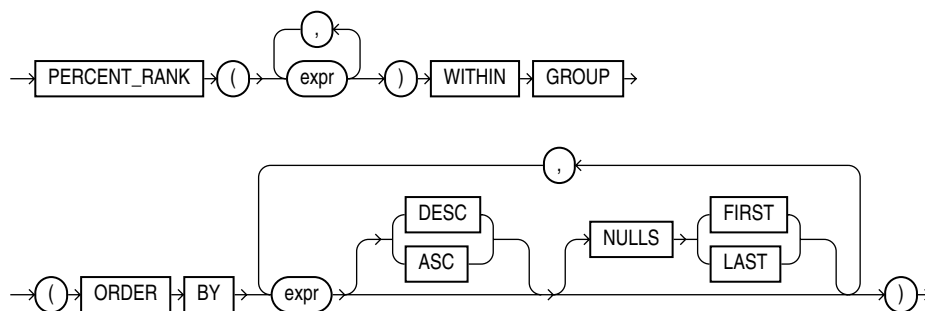 ,
PERCENT_RANK ( expr ) WITHIN GROUP
,
DESC FIRST
NULLS
ASC LAST
( ORDER BY expr )